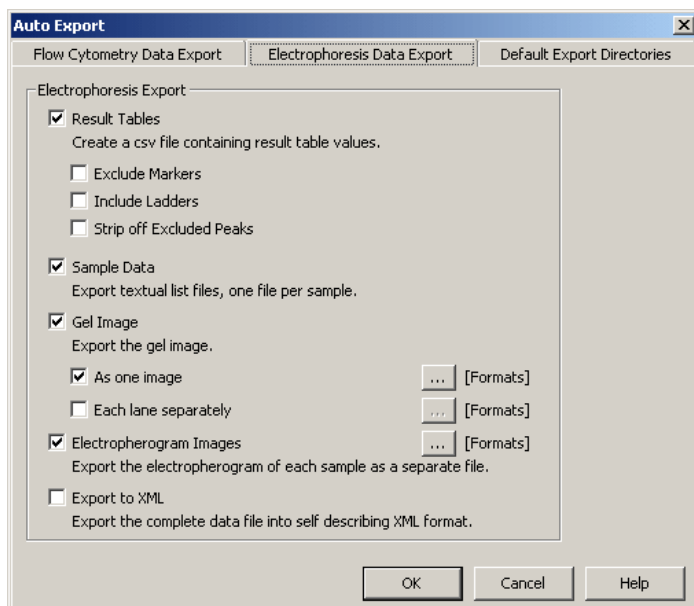 Auto Export
Flow Cytometry Data Export
Electrophoresis Data Export
Default Export Directories
Electrophoresis Export
Result Tables
Create a csv file containing result table values.
Exclude Markers
Include Ladders
Strip off Excluded Peaks
Sample Data
Export textual list files, one file per sample.
Gel Image
Export the gel image.
As one image ... [Formats]
Each lane separately ... [Formats]
Electropherogram Images ... [Formats]
Export the electropherogram of each sample as a separate file.
Export to XML
Export the complete data file into self describing XML format.
OK Cancel Help